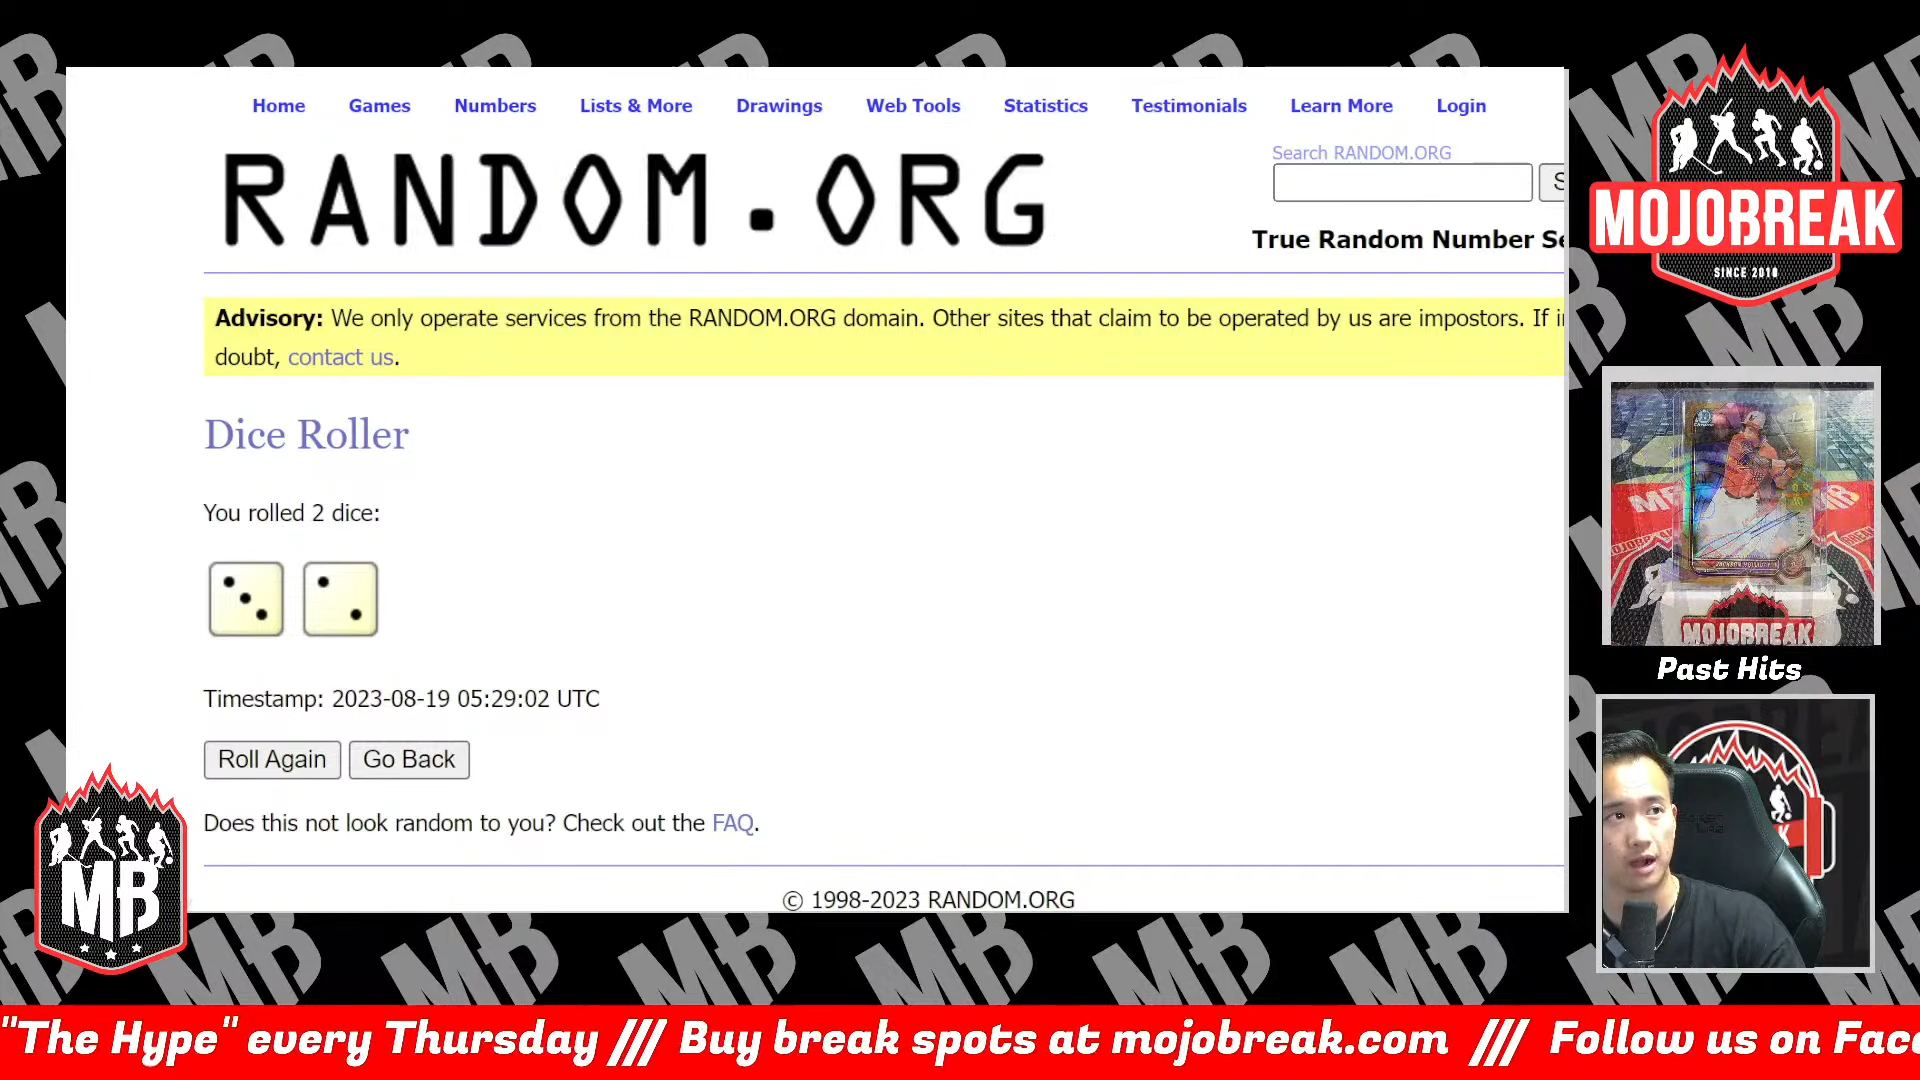 Home Games Numbers Lists & More Drawings Web Tools Statistics Testimonials Learn More Login
RANDOM.ORG
Search RANDOM.ORG
S
True Random Number Se
Advisory: We only operate services from the RANDOM.ORG domain. Other sites that claim to be operated by us are impostors. If in
doubt, contact us.
Dice Roller
You rolled 2 dice:
Timestamp: 2023-08-19 05:29:02 UTC
Roll Again Go Back
Does this not look random to you? Check out the FAQ.
© 1998-2023 RANDOM.ORG
MOJOBREAK
SINCE 2010
MOJOBREAK
Past Hits
MB
"The Hype" every Thursday /// Buy break spots at mojobreak.com /// Follow us on Face